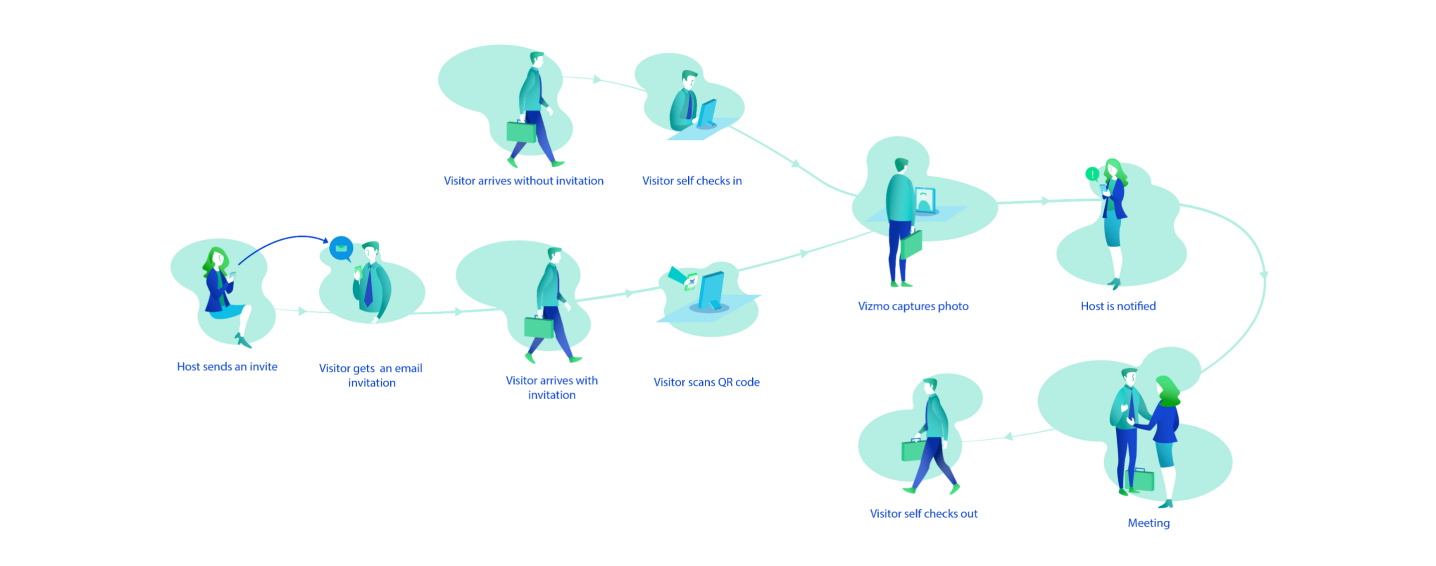 Visitor arrives without invitation
Visitor self checks in
Vizmo captures photo
Host is notified
Host sends an invite
Visitor gets an email
invitation
Visitor arrives with
invitation
Visitor scans QR code
Visitor self checks out
Meeting